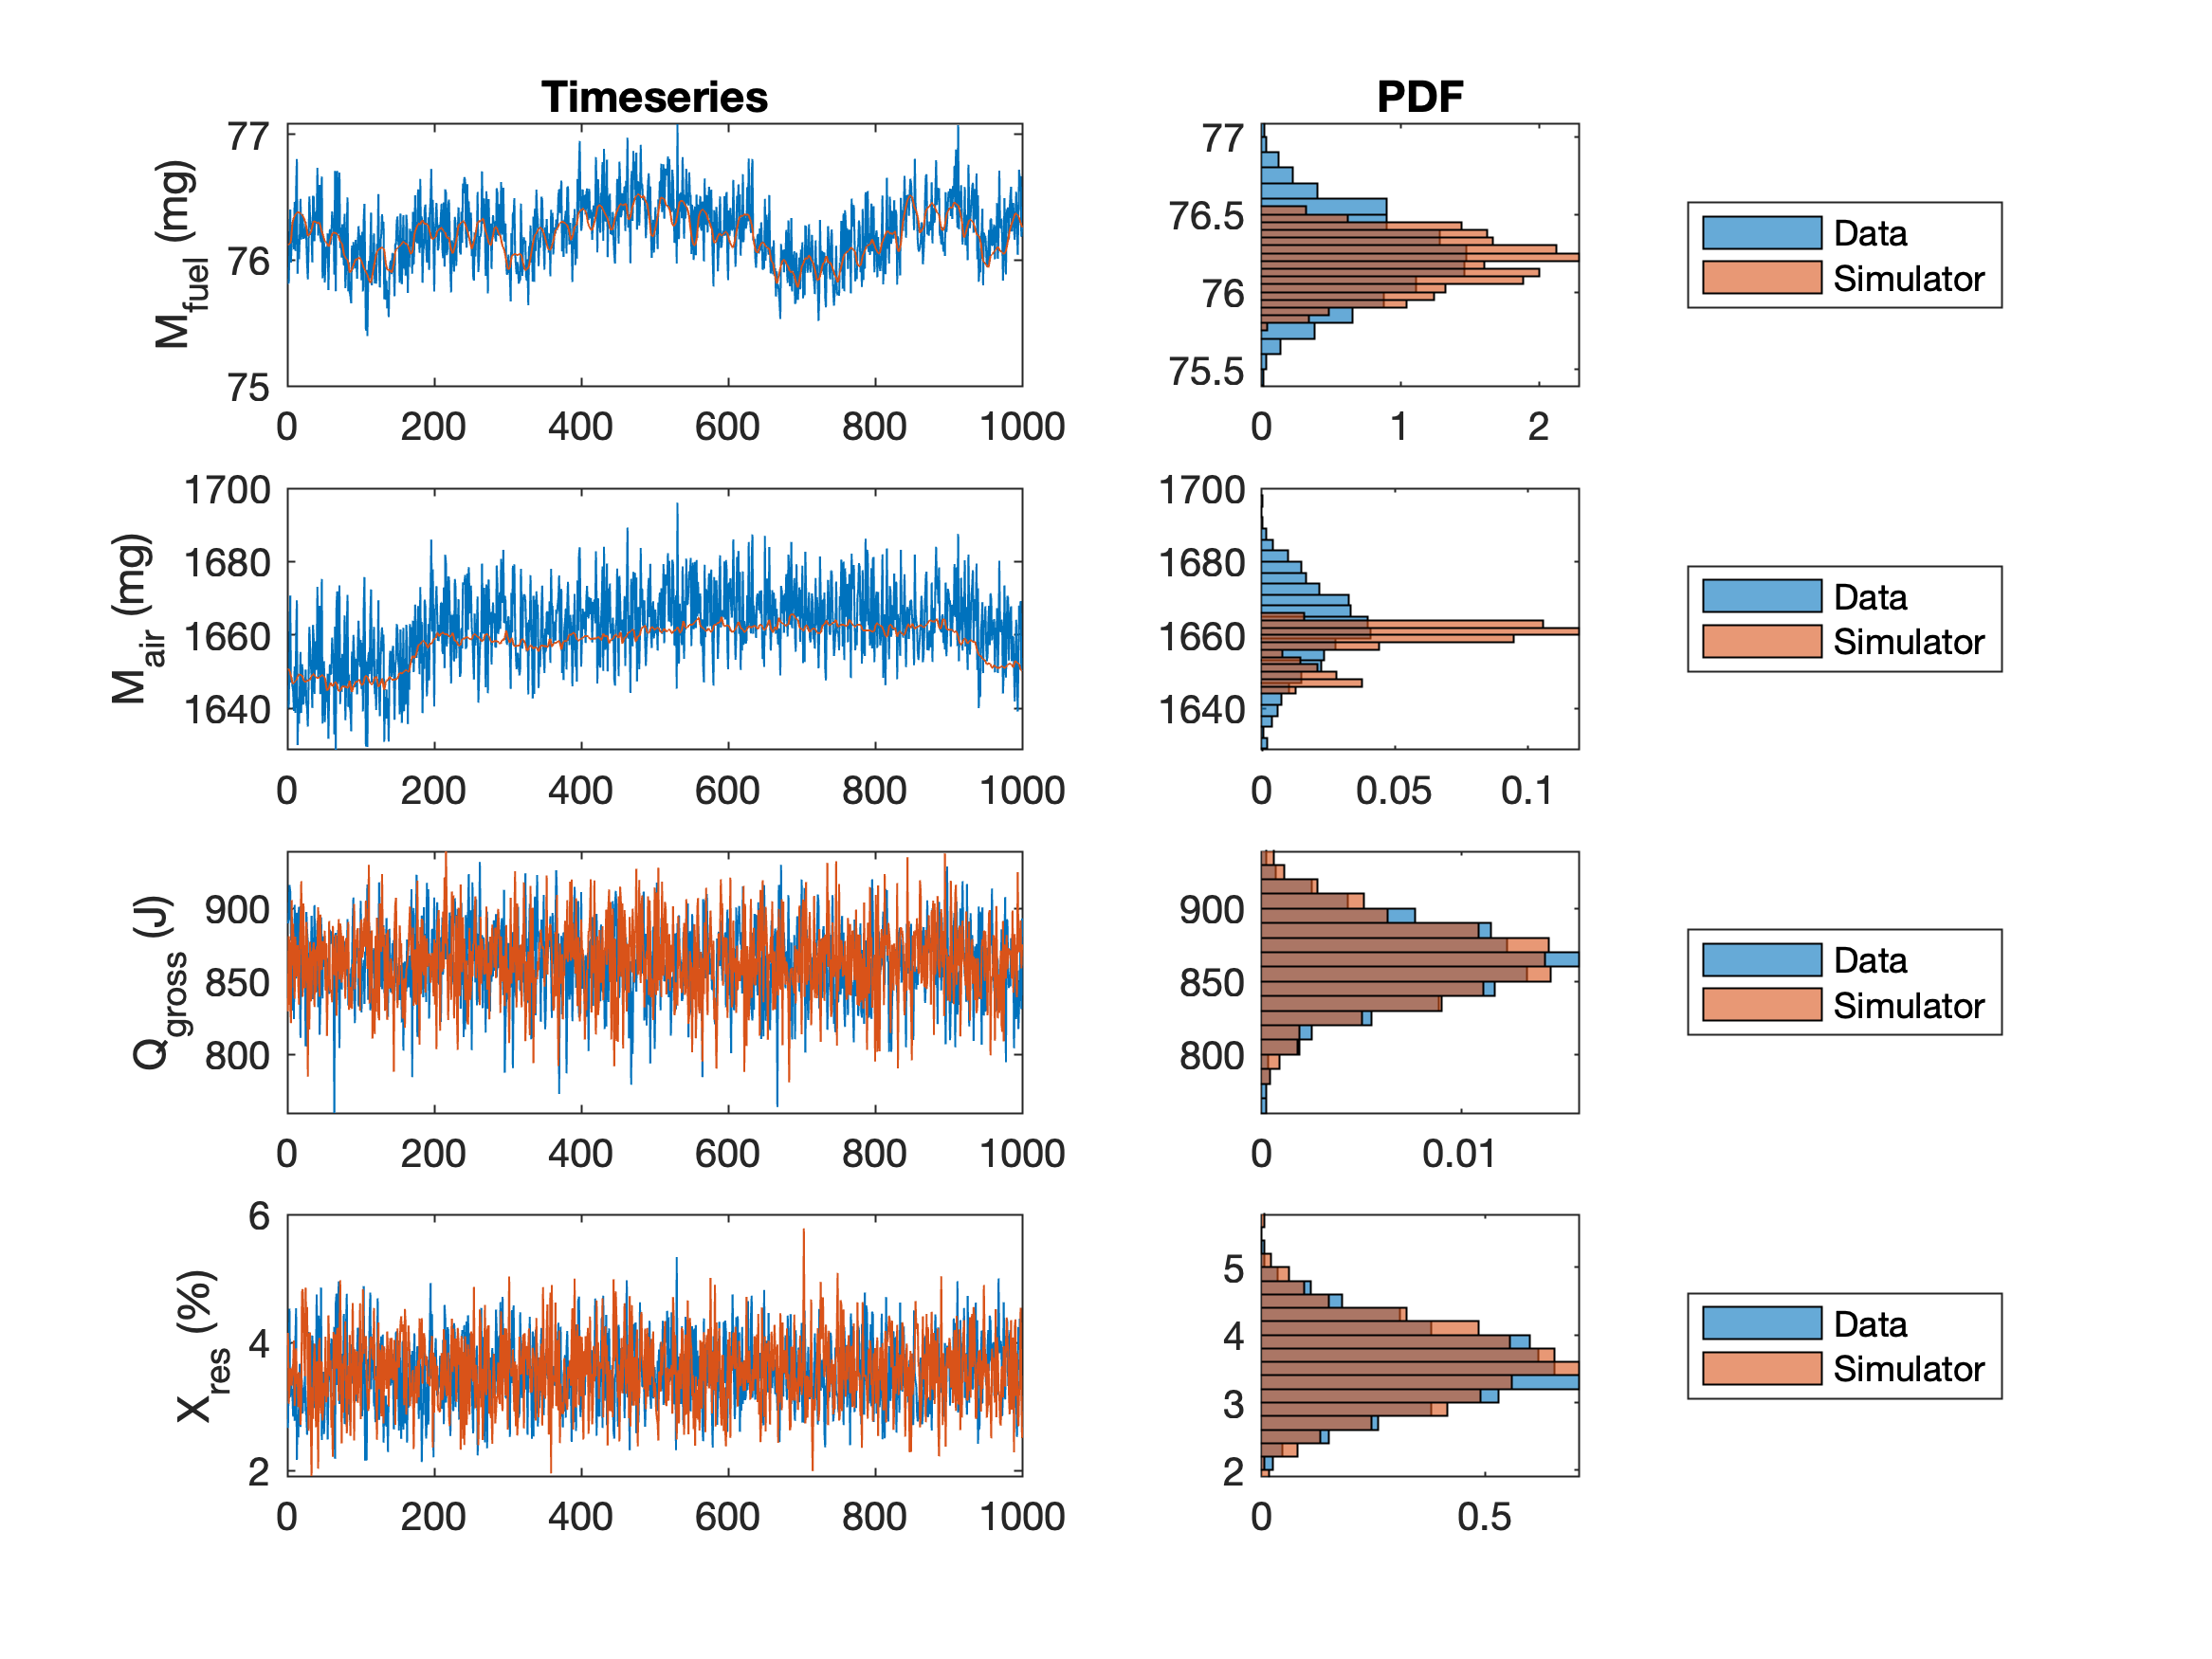 Timeseries
PDF
M_fuel (mg)
77
76
75
0 200 400 600 800 1000
77
76.5
76
75.5
0 1 2
Data
Simulator
M_air (mg)
1700
1680
1660
1640
0 200 400 600 800 1000
1700
1680
1660
1640
0 0.05 0.1
Data
Simulator
Q_gross (J)
900
850
800
0 200 400 600 800 1000
900
850
800
0 0.01
Data
Simulator
X_res (%)
6
4
2
0 200 400 600 800 1000
5
4
3
2
0 0.5
Data
Simulator